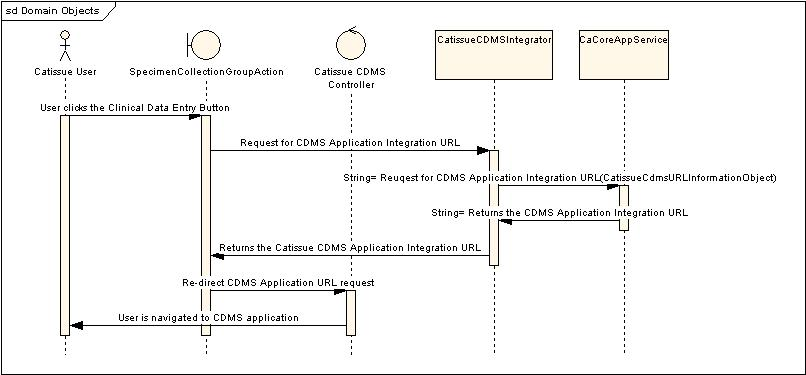 sd Domain Objects
Catissue User
SpecimenCollectionGroupAction
Catissue CDMS
Controller
CatissueCDMSIntegrator
CaCoreAppService
User clicks the Clinical Data Entry Button
Request for CDMS Application Integration URL
String= Reuqest for CDMS Application Integration URL(CatissueCdmsURLInformationObject)
String= Returns the CDMS Application Integration URL
Returns the Catissue CDMS Application Integration URL
Re-direct CDMS Application URL request
User is navigated to CDMS application